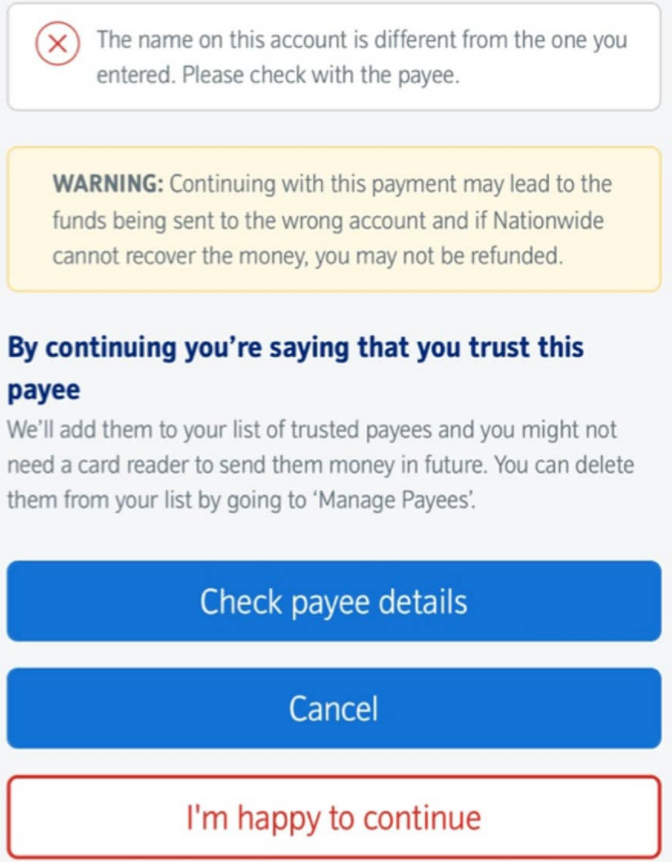 The name on this account is different from the one you
entered. Please check with the payee.
WARNING: Continuing with this payment may lead to the
funds being sent to the wrong account and if Nationwide
cannot recover the money, you may not be refunded.
By continuing you’re saying that you trust this
payee
We’ll add them to your list of trusted payees and you might not
need a card reader to send them money in future. You can delete
them from your list by going to ‘Manage Payees’.
Check payee details
Cancel
I'm happy to continue